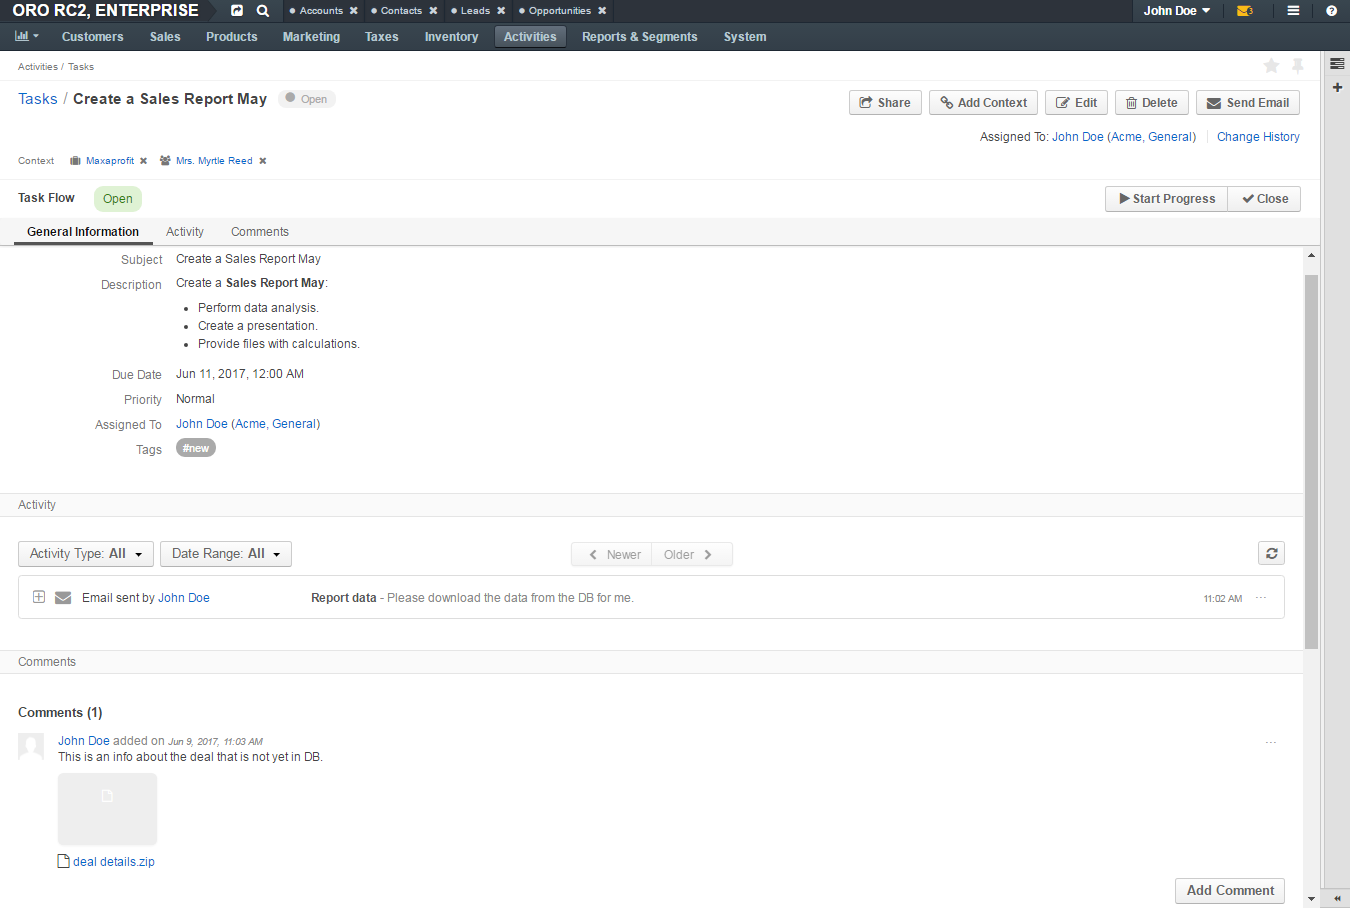 ORO RC2, ENTERPRISE Accounts Contacts Leads Opportunities John Doe
Customers Sales Products Marketing Taxes Inventory Activities Reports & Segments System
Activities / Tasks
Tasks / Create a Sales Report May Open
Share Add Context Edit Delete Send Email
Assigned To: John Doe (Acme, General) Change History
Context Maxaprofit Mrs. Myrtle Reed
Task Flow Open Start Progress Close
General Information Activity Comments
Subject Create a Sales Report May
Description Create a Sales Report May:
• Perform data analysis.
• Create a presentation.
• Provide files with calculations.
Due Date Jun 11, 2017, 12:00 AM
Priority Normal
Assigned To John Doe (Acme, General)
Tags #new
Activity
Activity Type: All Date Range: All Newer Older
Email sent by John Doe Report data - Please download the data from the DB for me. 11:02 AM ...
Comments
Comments (1)
John Doe added on Jun 9, 2017, 11:03 AM ...
This is an info about the deal that is not yet in DB.
deal details.zip
Add Comment